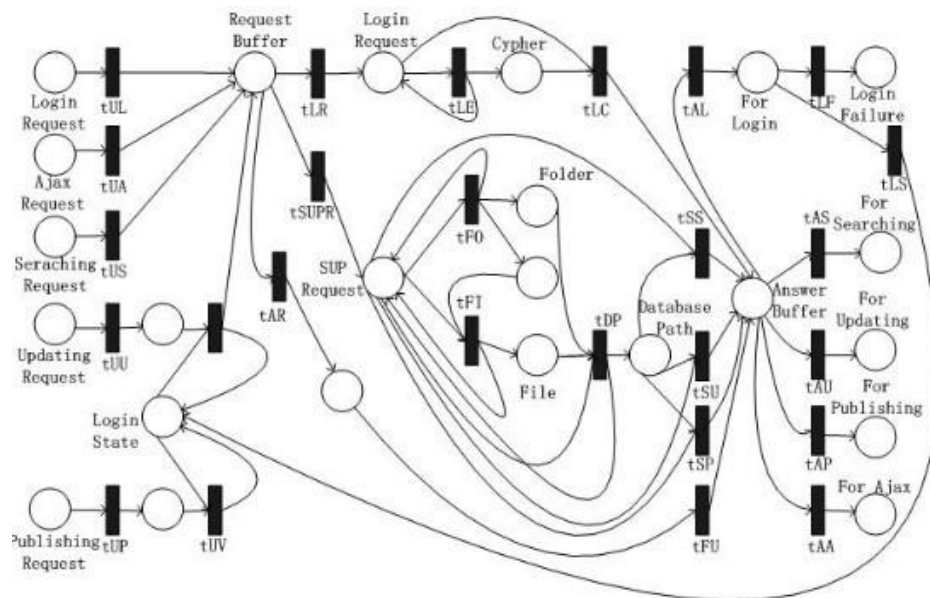 Request
Buffer
Login
Request
Cypher
Login
Request
tUL
tLR
tLE
tLC
tAL
For
Login
tLF
Login
Failure
Ajax
Request
tUA
tSUPR
tLS
Folder
For
Searching
Seraching
Request
tUS
tFO
tSS
tAS
SUP
Request
tAR
tFI
tDP
Database
Path
Answer
Buffer
For
Updating
Updating
Request
tUU
File
tSU
tAU
For
Publishing
Login
State
tSP
tAP
For Ajax
Publishing
Request
tUP
tUV
tFU
tAA